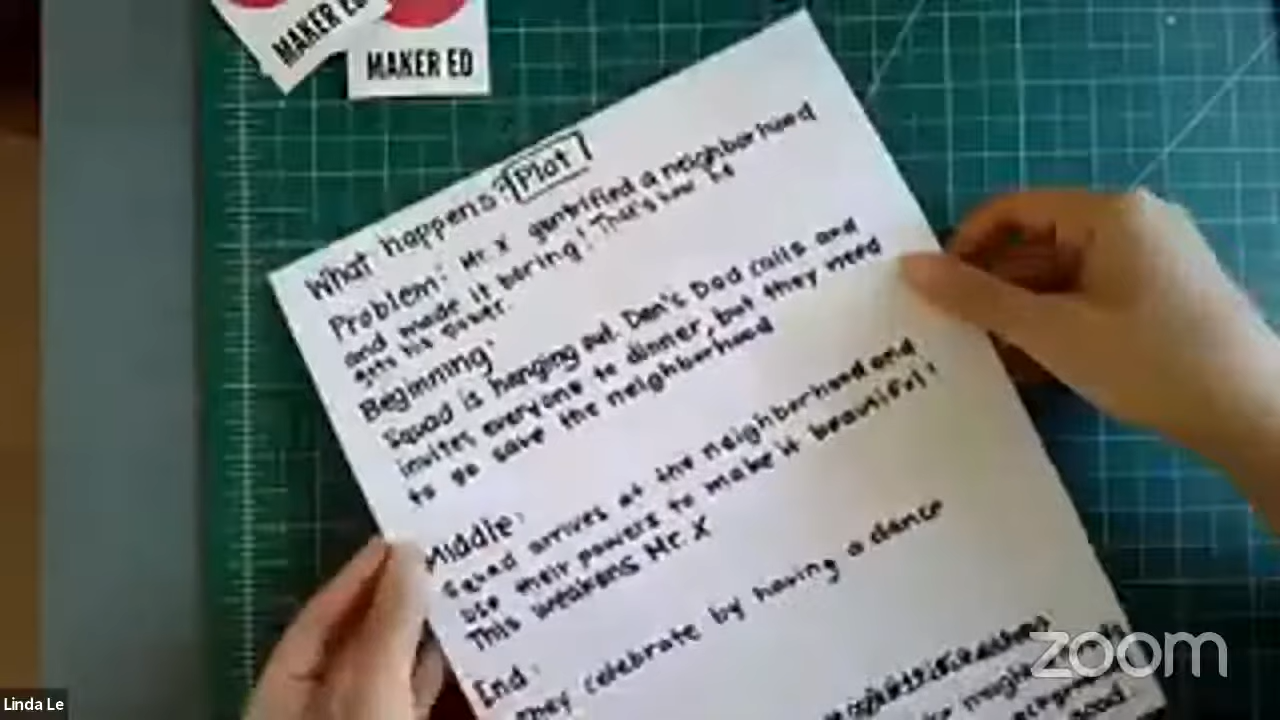 MAKER ED
MAKER ED
What happens? Plot
Problem: Mr. X gentrified a neighborhood
and made it boring! That's how he
gets his power.
Beginning:
Squad is hanging out. Dan's Dad calls and
invites everyone to dinner, but they need
to go save the neighborhood
Middle:
Squad arrives at the neighborhood and
use their powers to make it beautiful!
This weakens Mr. X
End:
They celebrate by having a dance
zoom
Linda Le